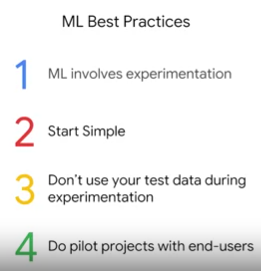 ML Best Practices
1 ML involves experimentation
2 Start Simple
3 Don't use your test data during
experimentation
4 Do pilot projects with end-users